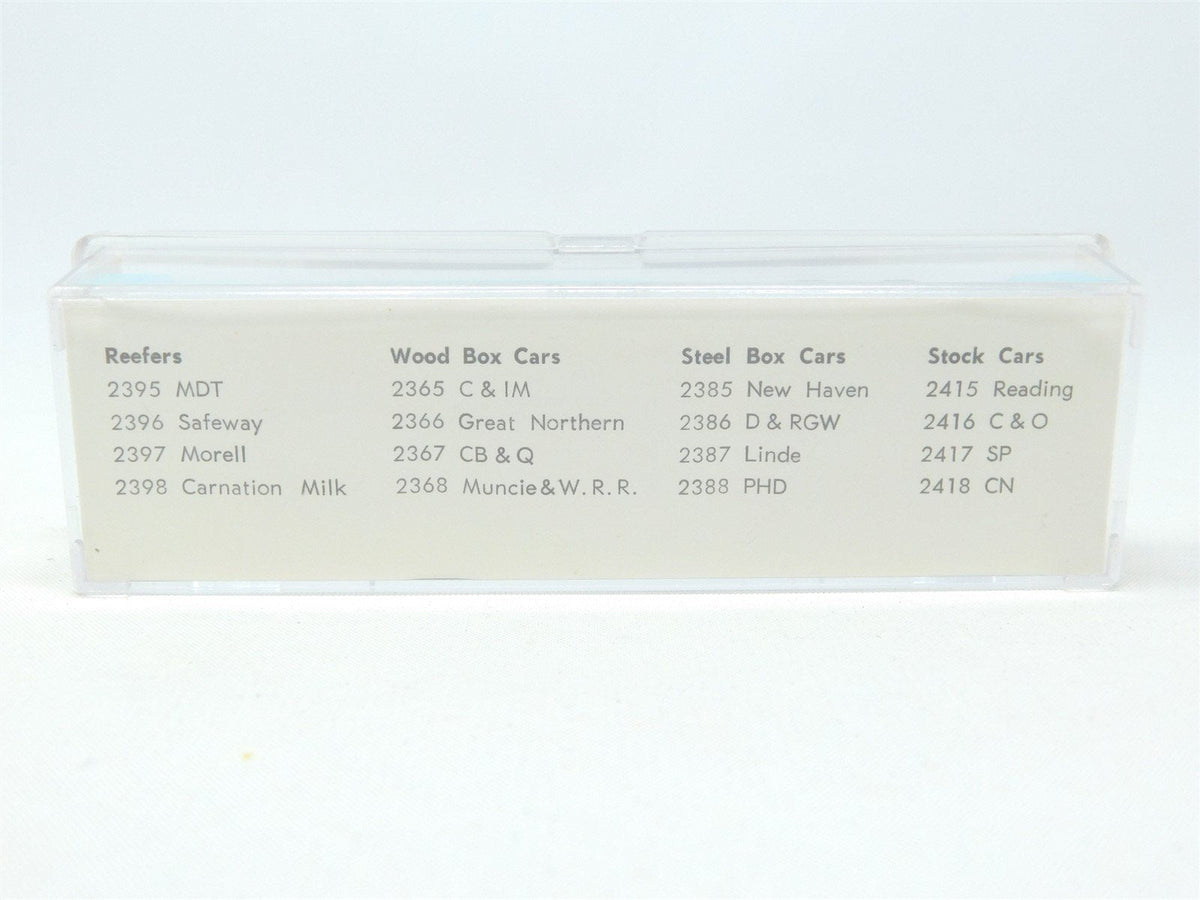 Reefers
2395 MDT
2396 Safeway
2397 Morell
2398 Carnation Milk
Wood Box Cars
2365 C & IM
2366 Great Northern
2367 CB & Q
2368 Muncie & W. R. R.
Steel Box Cars
2385 New Haven
2386 D & RGW
2387 Linde
2388 PHD
Stock Cars
2415 Reading
2416 C & O
2417 SP
2418 CN